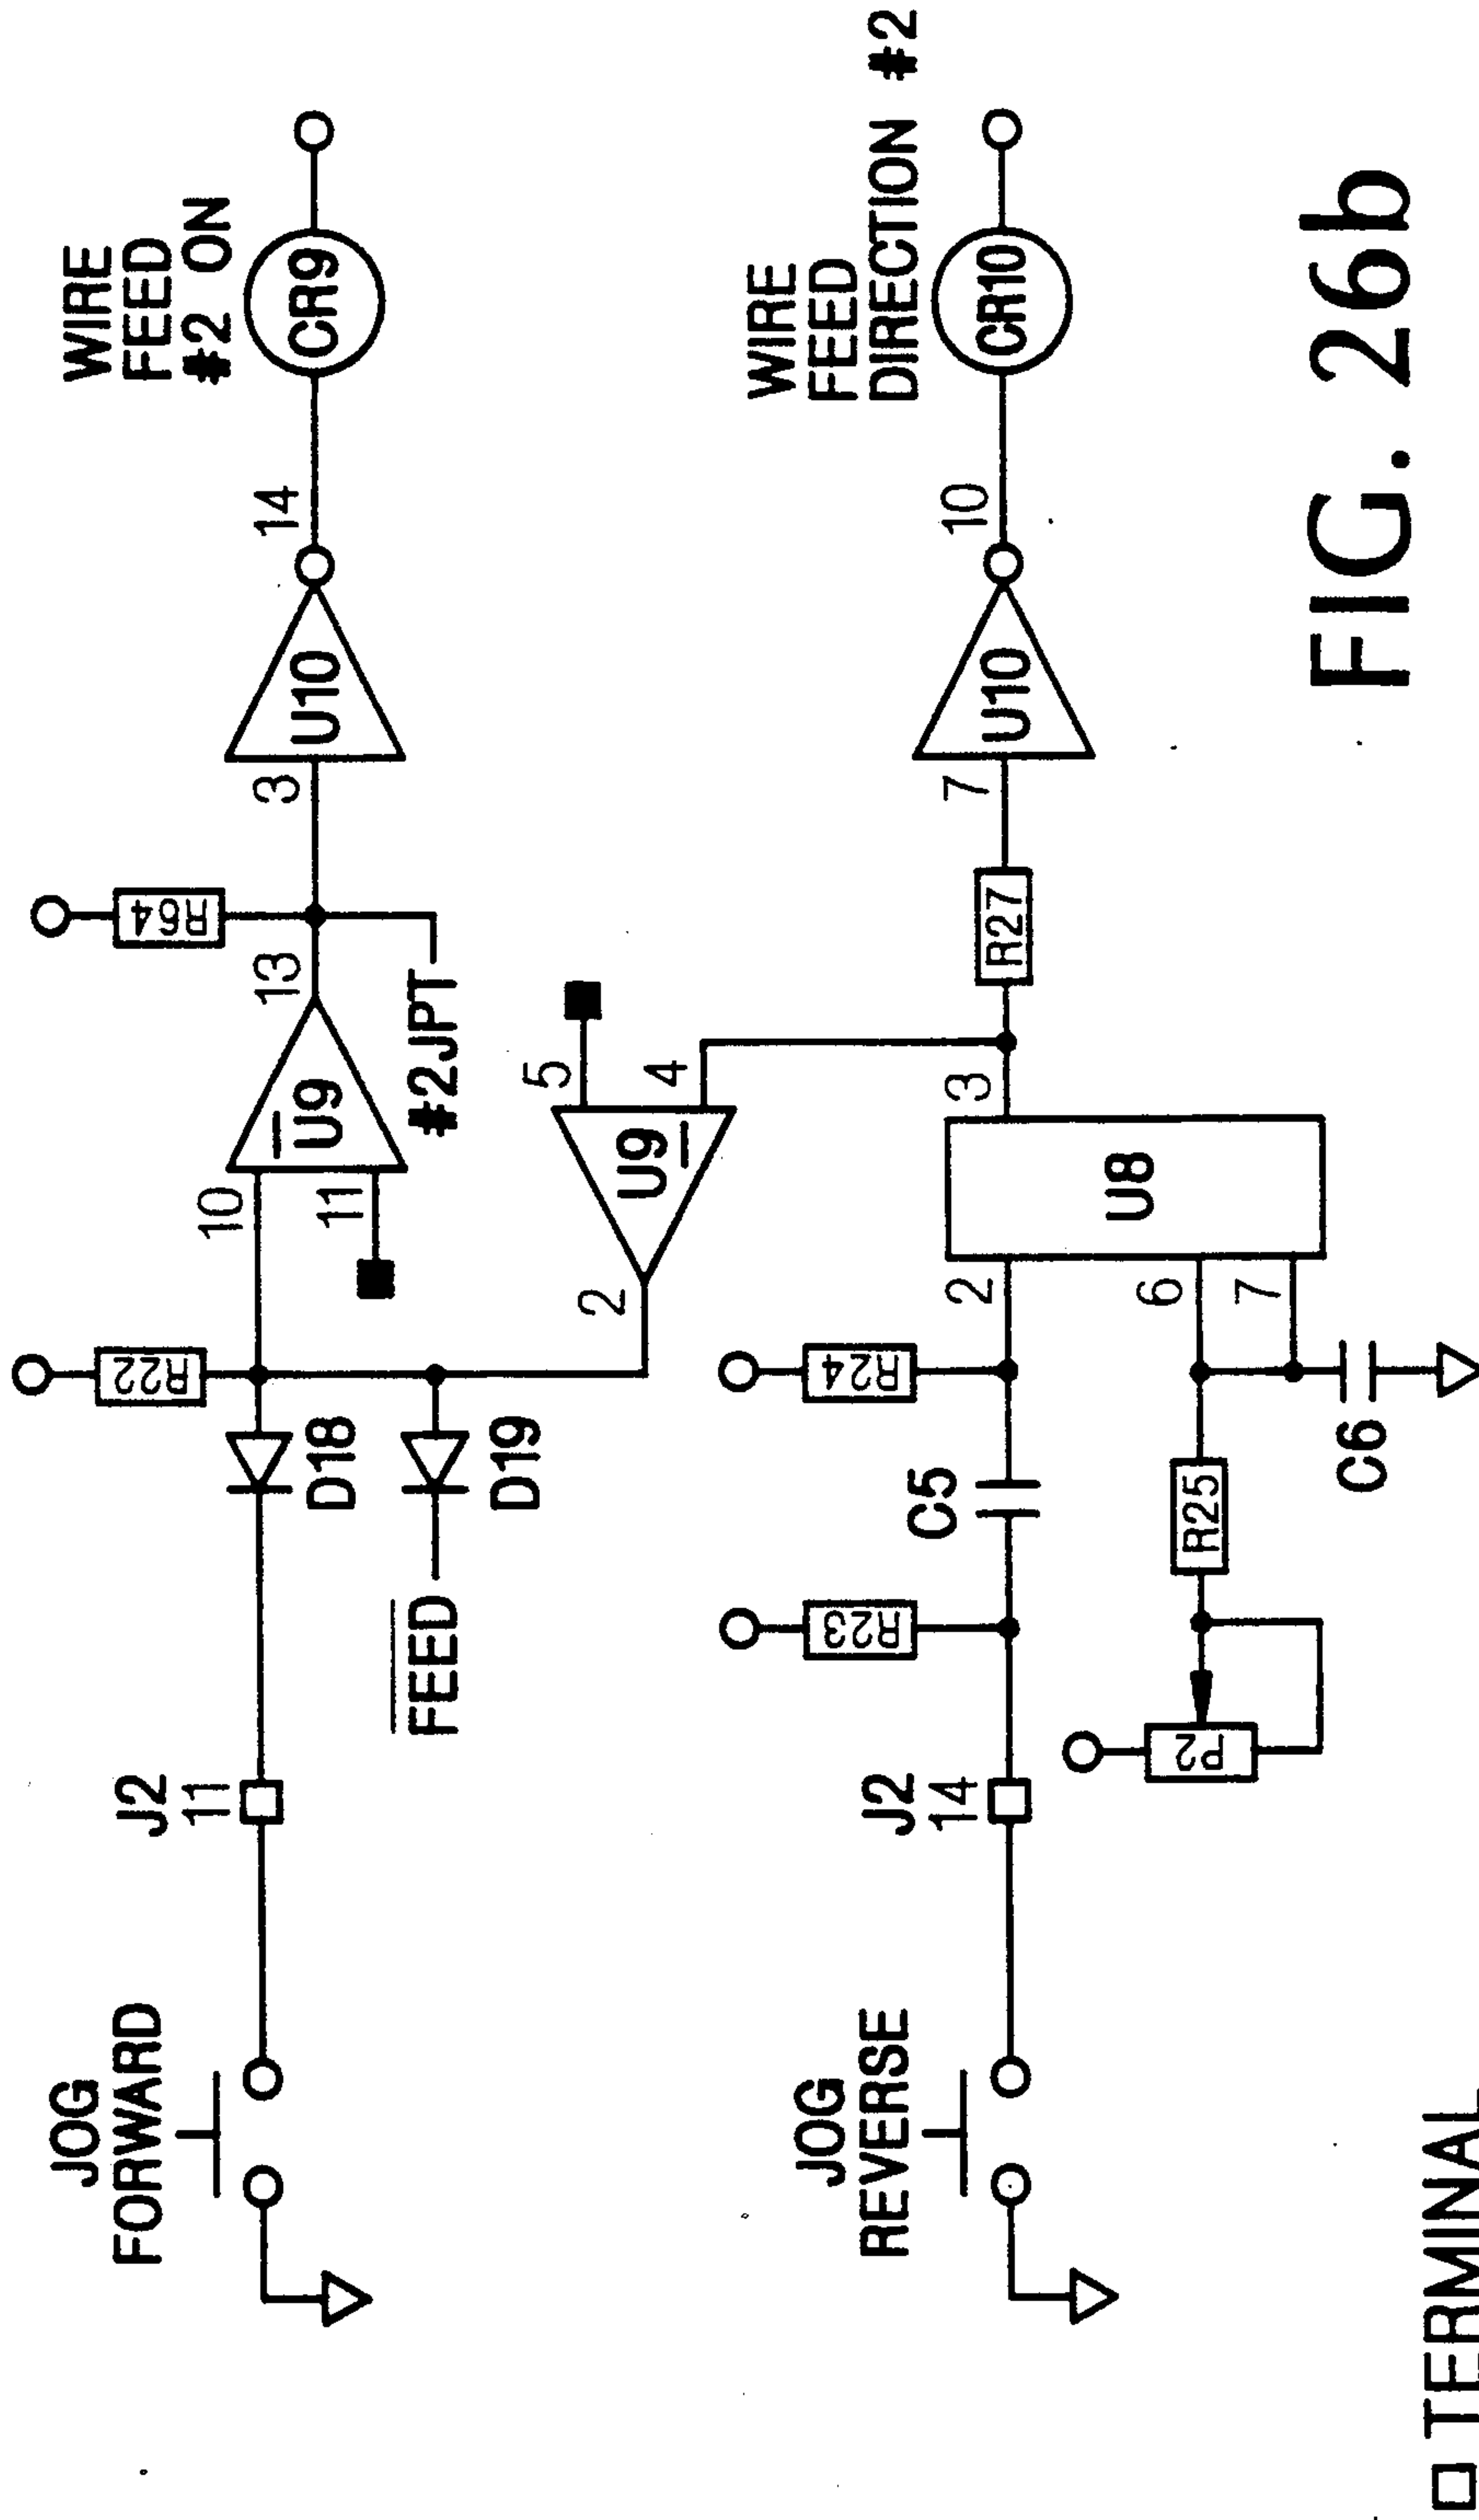 JOG
FORWARD
J2
11
D18
R22
10
11
U9
13
R64
3
U10
14
WIRE
FEED
#2 ON
CR9
FEED
D19
#2JPT
2
U9
5
4
JOG
REVERSE
J2
14
R23
C5
R24
2
U8
3
R27
7
U10
10
WIRE
FEED
DIRECTION #2
CR10
P2
R25
6
7
C6
TERMINAL
FIG. 26b